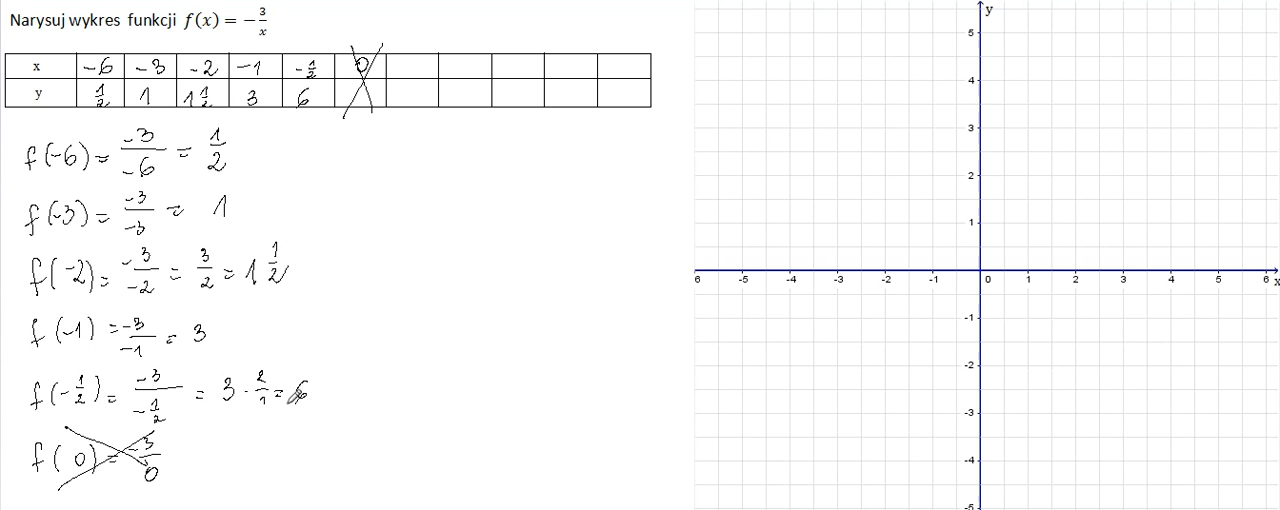 Narysuj wykres funkcji f(x) = -3/x
x -6 -3 -2 -1 -1/2 0
y 1/2 1 1 1/2 3 6
f(-6) = -3/-6 = 1/2
f(-3) = -3/-3 = 1
f(-2) = -3/-2 = 3/2 = 1 1/2
f(-1) = -3/-1 = 3
f(-1/2) = -3/-1/2 = 3 · 2/1 = 6
f(0) = -3/0
y
5
4
3
2
1
6 -5 -4 -3 -2 -1 0 1 2 3 4 5 6 x
-1
-2
-3
-4
-5